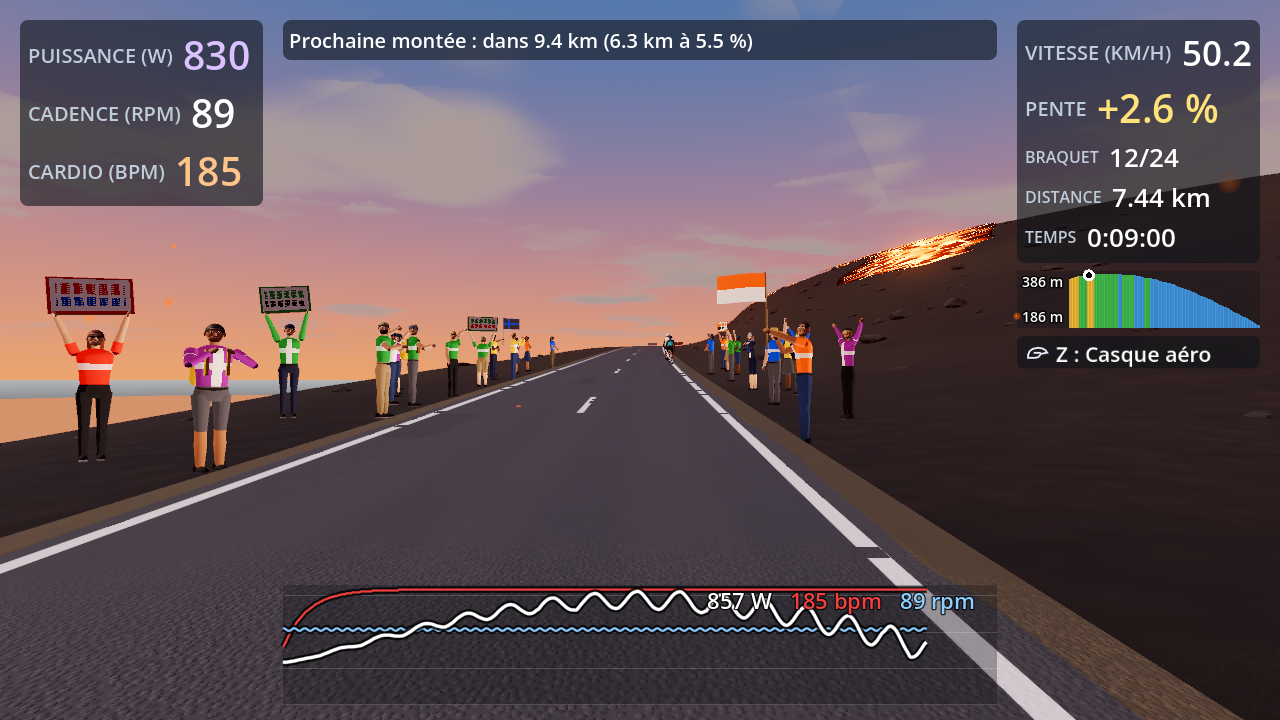 PUISSANCE (W) 830
CADENCE (RPM) 89
CARDIO (BPM) 185
Prochaine montée : dans 9.4 km (6.3 km à 5.5 %)
VITESSE (KM/H) 50.2
PENTE +2.6 %
BRAQUET 12/24
DISTANCE 7.44 km
TEMPS 0:09:00
386 m
186 m
Z : Casque aéro
857 W 185 bpm 89 rpm